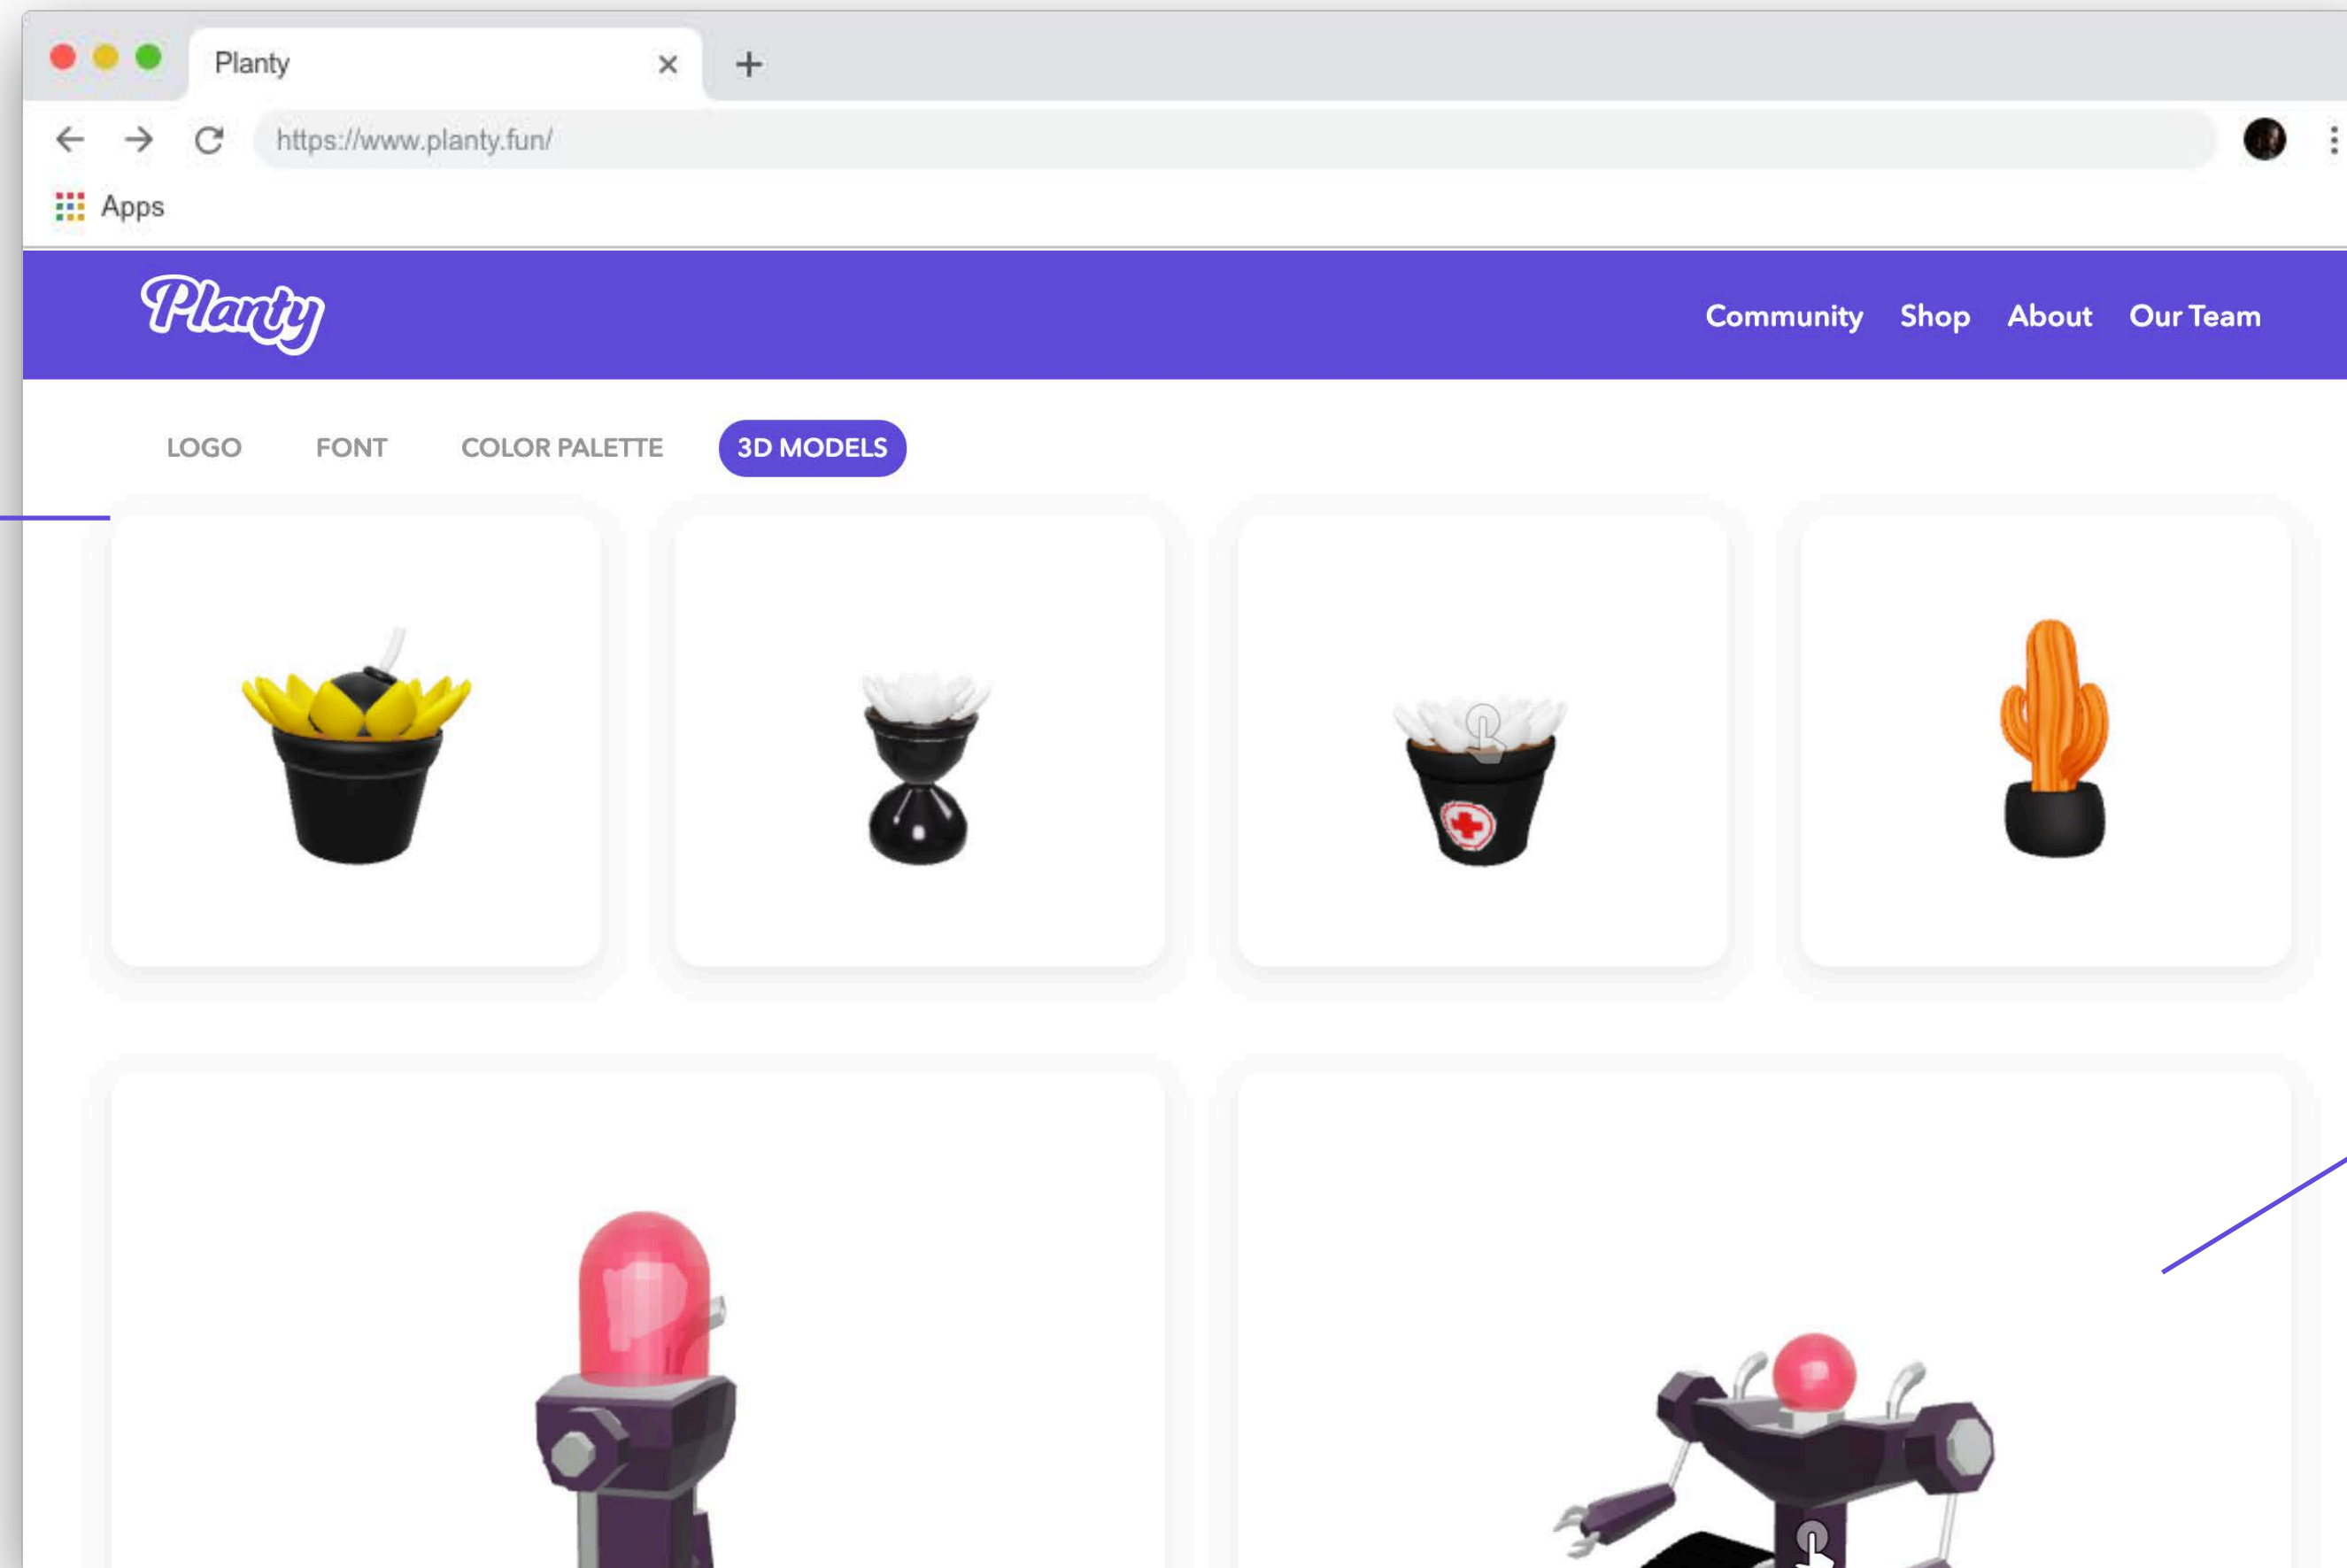 Planty
https://www.planty.fun/
Apps
Planty
Community Shop About Our Team
LOGO FONT COLOR PALETTE 3D MODELS